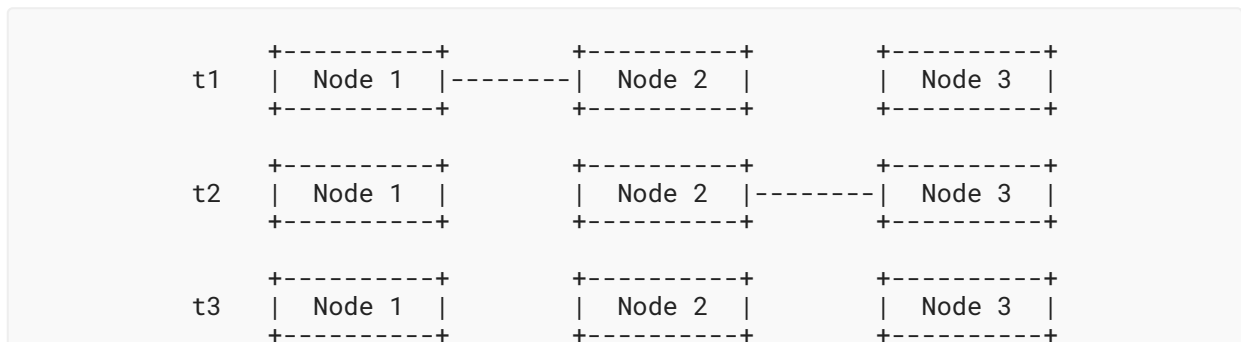 +----------+        +----------+        +----------+
         t1   |  Node 1  |--------|  Node 2  |        |  Node 3  |
              +----------+        +----------+        +----------+

              +----------+        +----------+        +----------+
         t2   |  Node 1  |        |  Node 2  |--------|  Node 3  |
              +----------+        +----------+        +----------+

              +----------+        +----------+        +----------+
         t3   |  Node 1  |        |  Node 2  |        |  Node 3  |
              +----------+        +----------+        +----------+